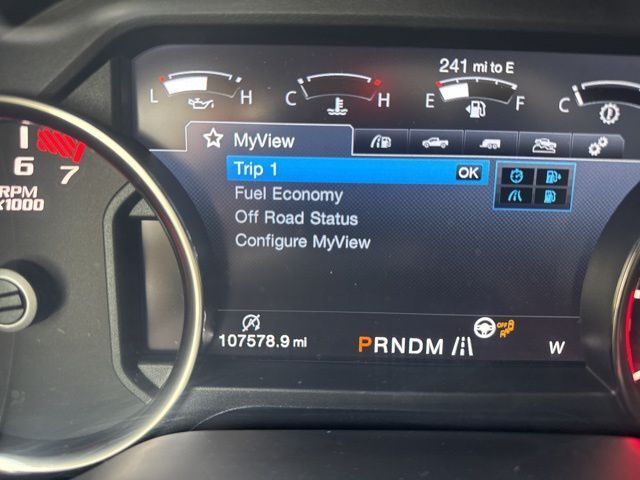 241 mi to E
L H C H E F C
MyView
Trip 1 OK
Fuel Economy
Off Road Status
Configure MyView
6 7
RPM
x1000
OFF
107578.9 mi PRNDM W